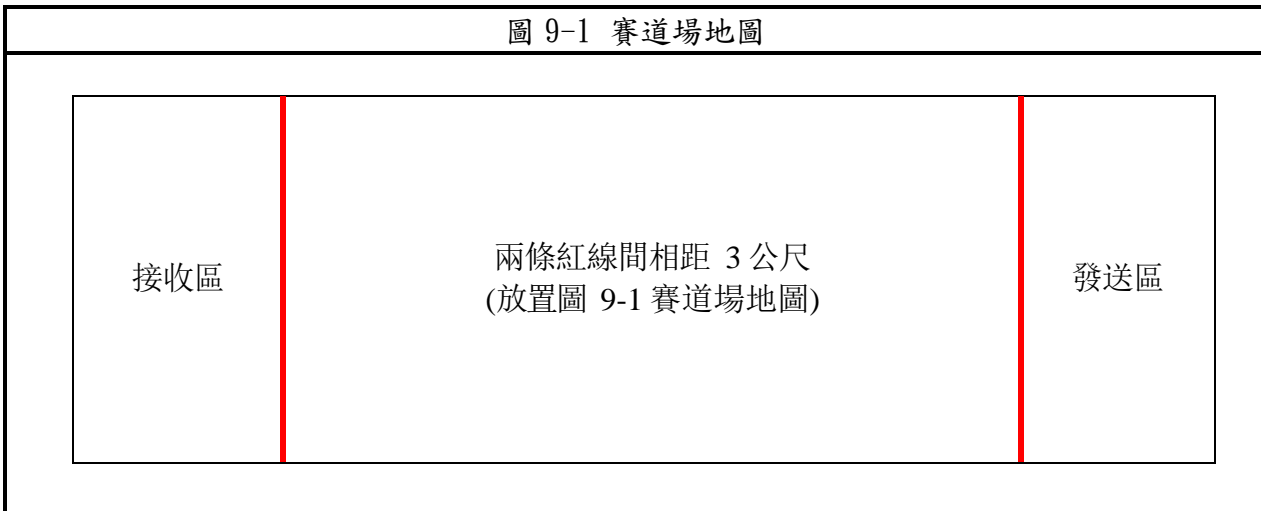 圖 9-1 賽道場地圖
接收區
兩條紅線間相距 3 公尺
(放置圖 9-1 賽道場地圖)
發送區